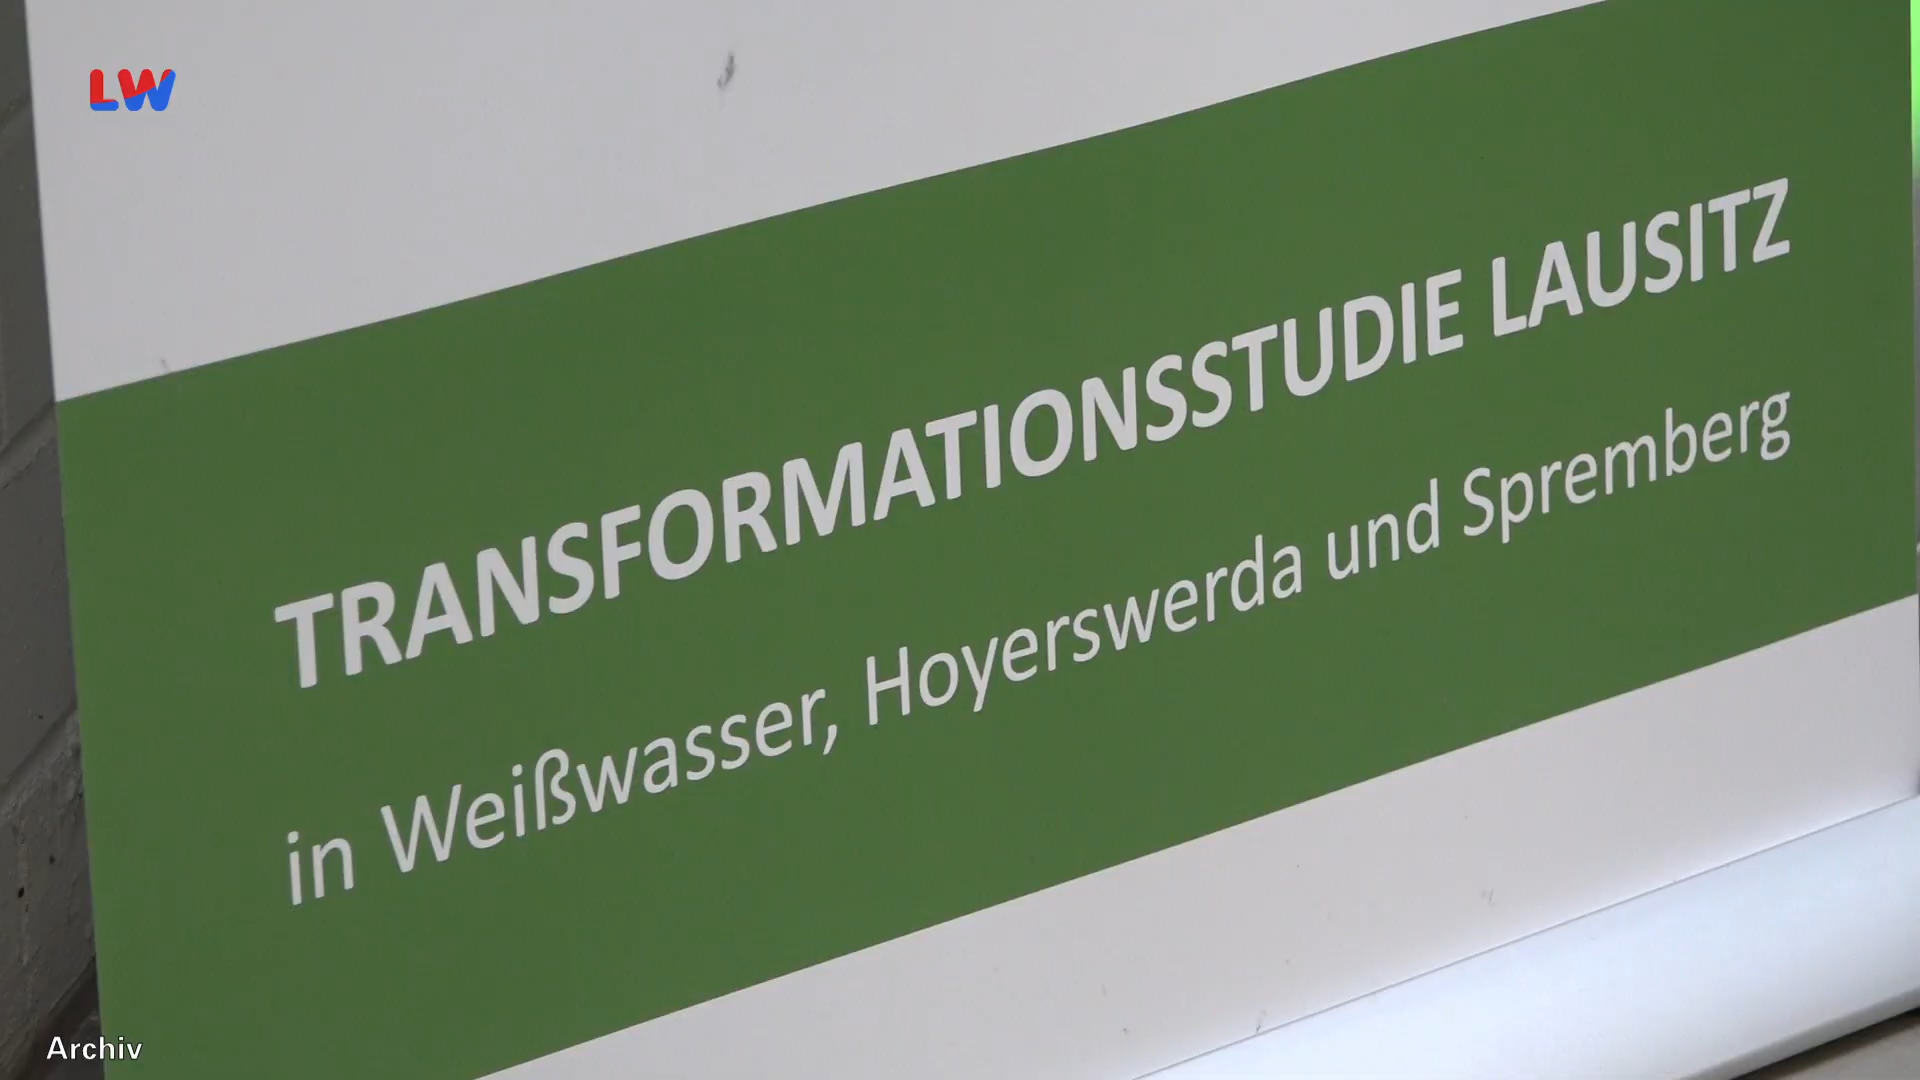 LW
TRANSFORMATIONSSTUDIE LAUSITZ
in Weißwasser, Hoyerswerda und Spremberg
Archiv